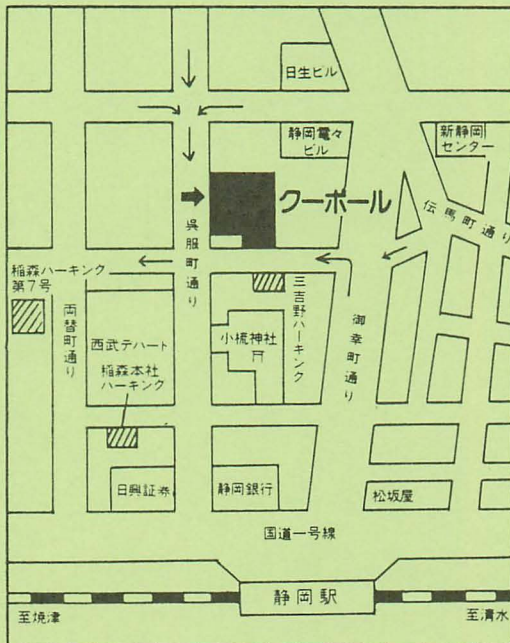 日生ビル
静岡電々
ビル
新静岡
センター
クーポール
伝馬町通り
呉服町通り
稲森パーキング
第7号
三吉野パーキング
両替町通り
西武デパート
小梳神社
御幸町通り
稲森本社
パーキング
日興証券
静岡銀行
松坂屋
国道一号線
静岡駅
至焼津
至清水